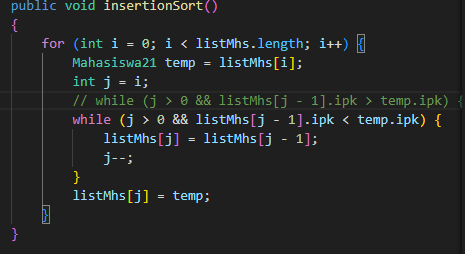 public void insertionSort()
{
    for (int i = 0; i < listMhs.length; i++) {
        Mahasiswa21 temp = listMhs[i];
        int j = i;
        // while (j > 0 && listMhs[j - 1].ipk > temp.ipk) {
        while (j > 0 && listMhs[j - 1].ipk < temp.ipk) {
            listMhs[j] = listMhs[j - 1];
            j--;
        }
        listMhs[j] = temp;
    }
}